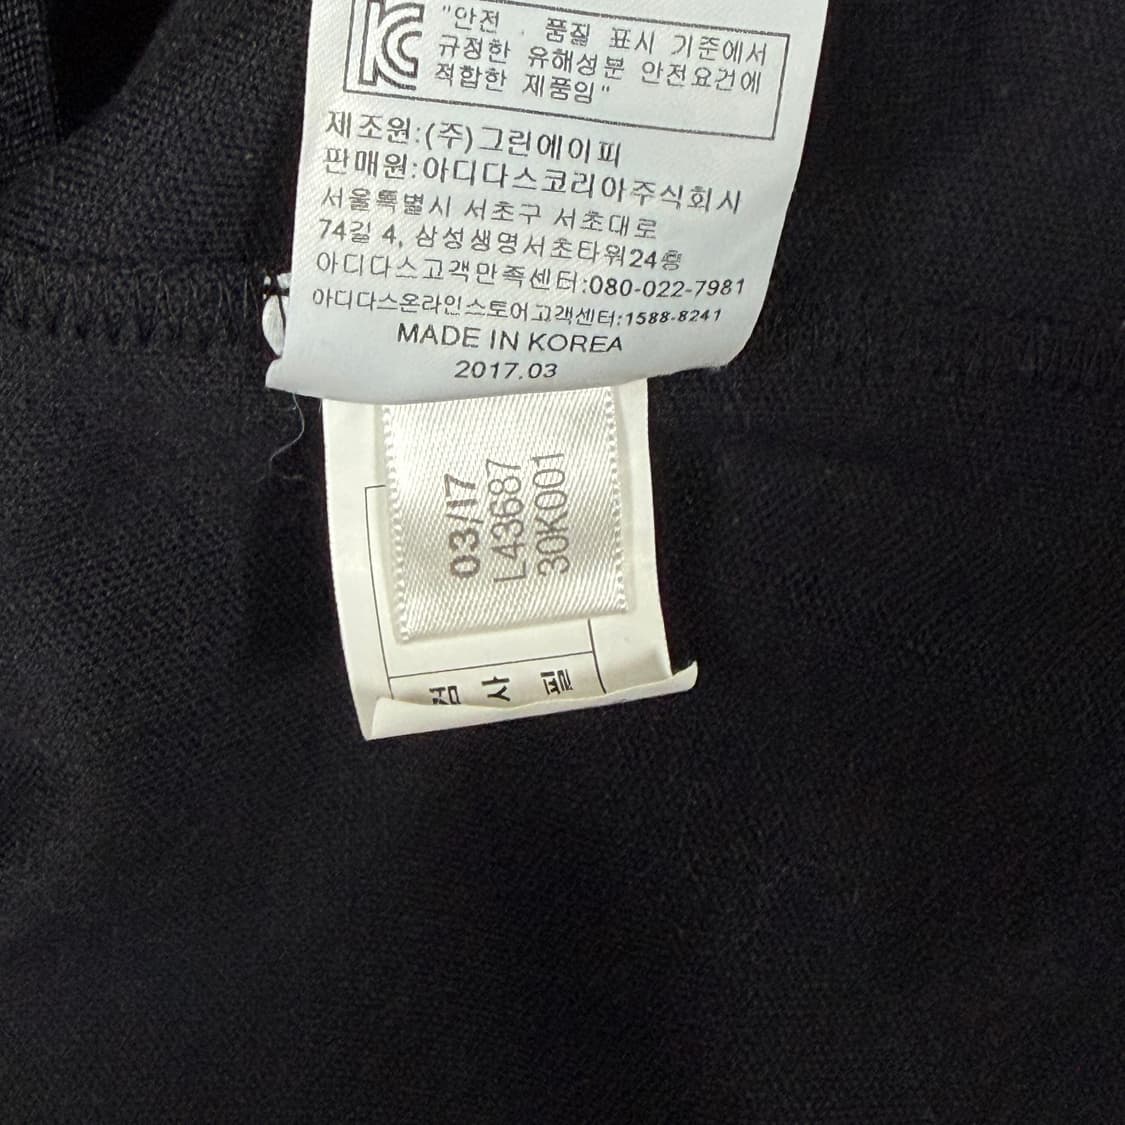 KC "안전 . 품질 표시 기준에서
규정한 유해성분 안전요건에
적합한 제품임"
제조원:(주)그린에이피
판매원:아디다스코리아주식회사
서울특별시 서초구 서초대로
74길 4, 삼성생명서초타워24층
아디다스고객만족센터:080-022-7981
아디다스온라인스토어고객센터:1588-8241
MADE IN KOREA
2017.03
03/17
L43687
30K001
검 사 필